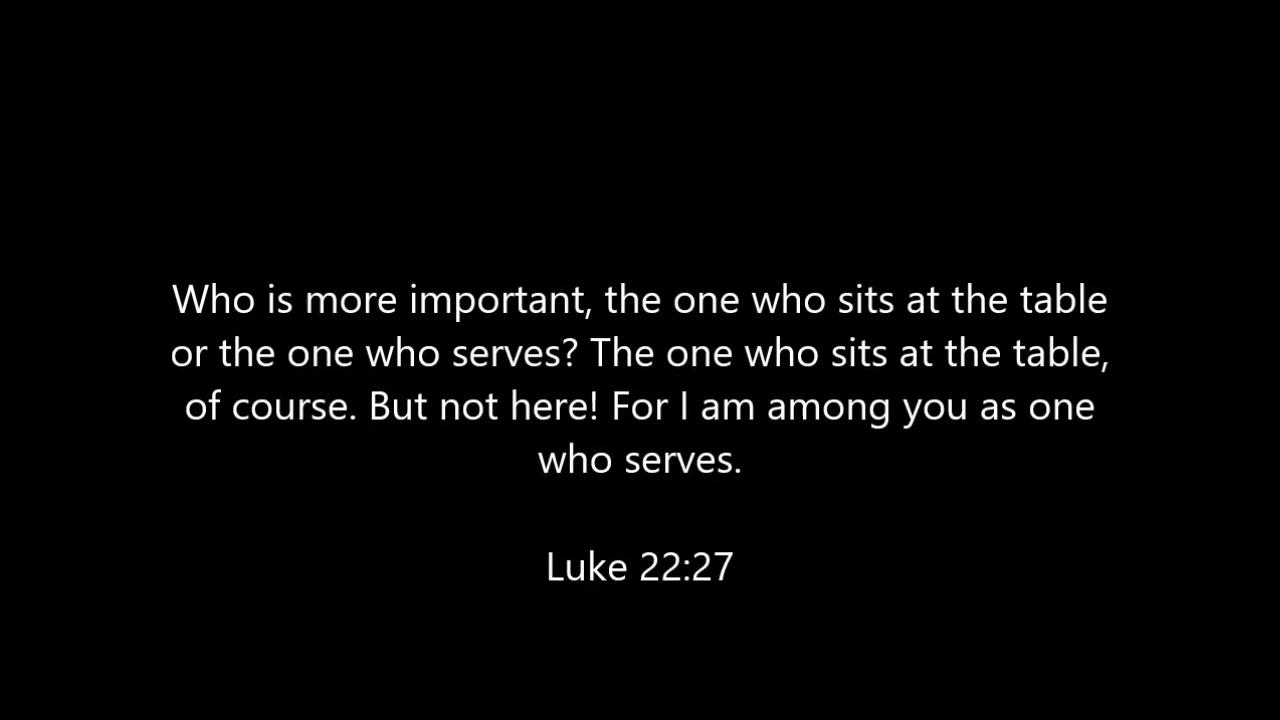 Who is more important, the one who sits at the table
or the one who serves? The one who sits at the table,
of course. But not here! For I am among you as one
who serves.
Luke 22:27